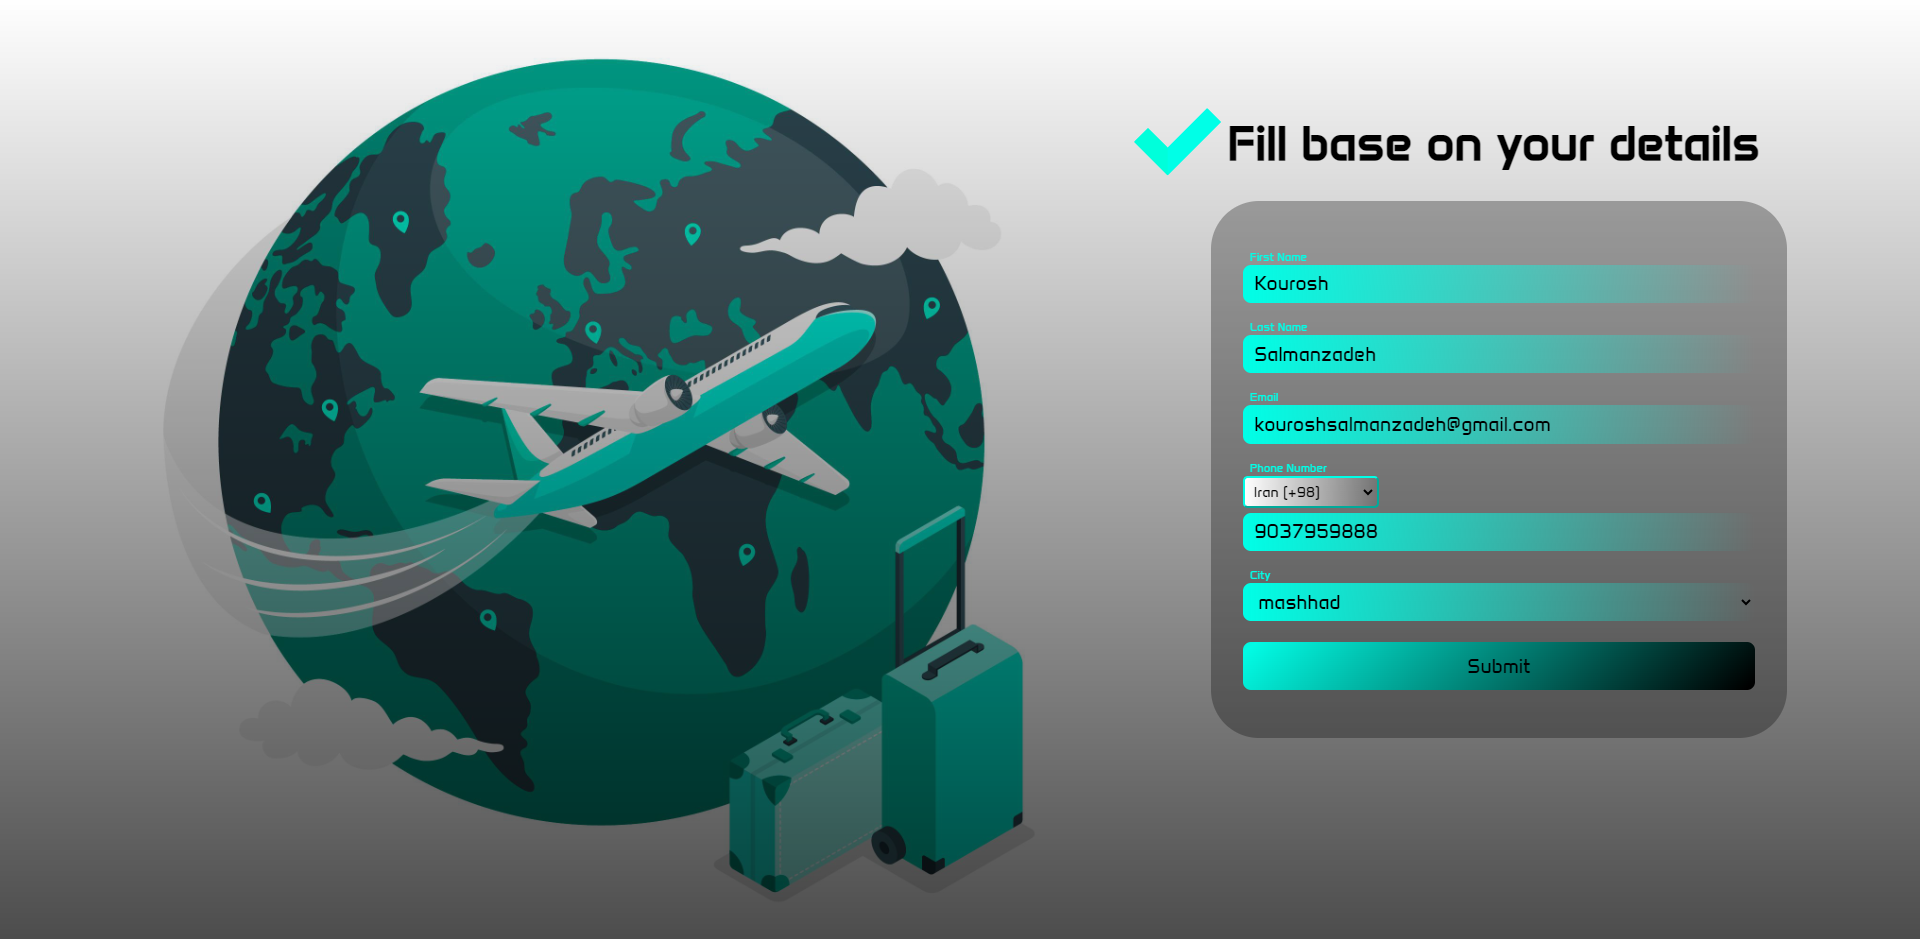 Fill base on your details
First Name
Kourosh
Last Name
Salmanzadeh
Email
kouroshsalmanzadeh@gmail.com
Phone Number
Iran (+98)
9037959888
City
mashhad
Submit